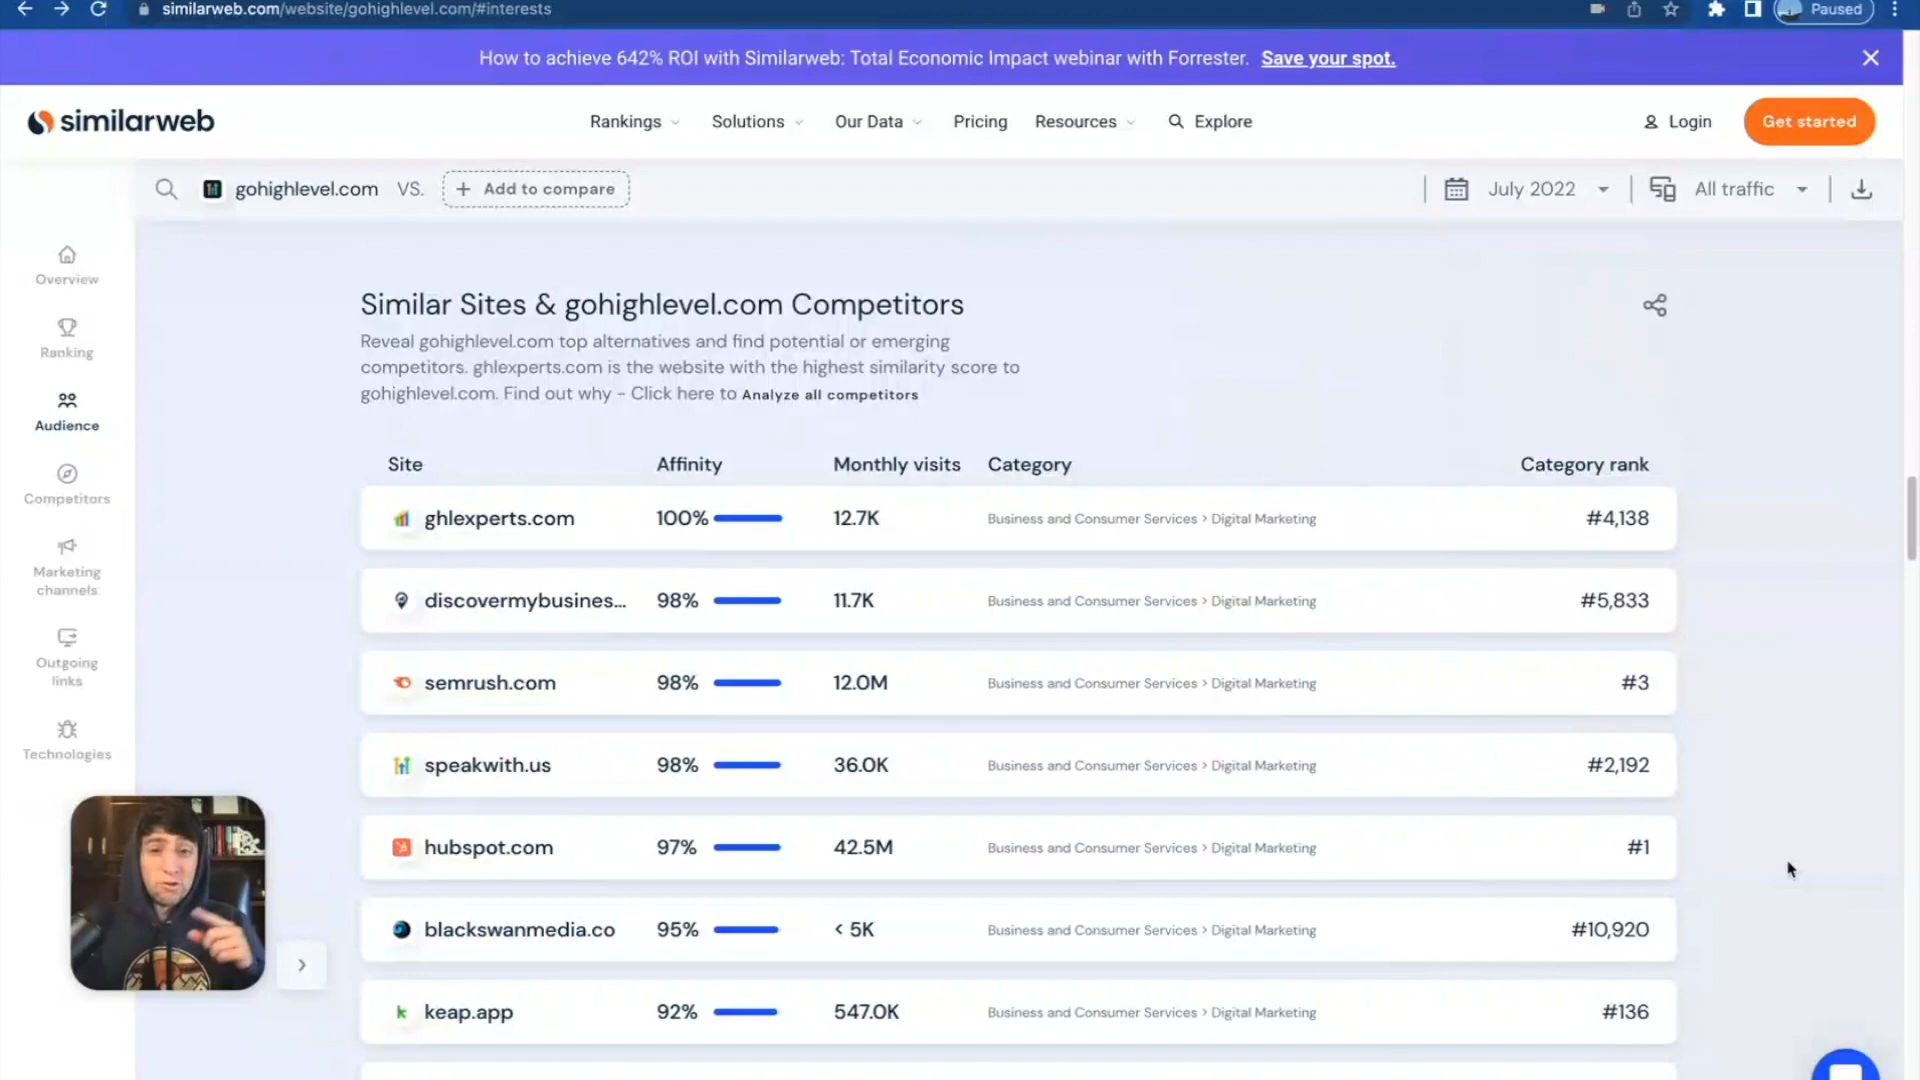 similarweb.com/website/gohighlevel.com/#interests
Paused
How to achieve 642% ROI with Similarweb: Total Economic Impact webinar with Forrester. Save your spot.
similarweb
Rankings Solutions Our Data Pricing Resources Explore
Login
Get started
gohighlevel.com VS. + Add to compare
July 2022
All traffic
Overview
Ranking
Audience
Competitors
Marketing
channels
Outgoing
links
Technologies
Similar Sites & gohighlevel.com Competitors
Reveal gohighlevel.com top alternatives and find potential or emerging
competitors. ghlexperts.com is the website with the highest similarity score to
gohighlevel.com. Find out why - Click here to Analyze all competitors
Site Affinity Monthly visits Category Category rank
ghlexperts.com 100% 12.7K Business and Consumer Services > Digital Marketing #4,138
discovermybusines... 98% 11.7K Business and Consumer Services > Digital Marketing #5,833
semrush.com 98% 12.0M Business and Consumer Services > Digital Marketing #3
speakwith.us 98% 36.0K Business and Consumer Services > Digital Marketing #2,192
hubspot.com 97% 42.5M Business and Consumer Services > Digital Marketing #1
blackswanmedia.co 95% < 5K Business and Consumer Services > Digital Marketing #10,920
keap.app 92% 547.0K Business and Consumer Services > Digital Marketing #136